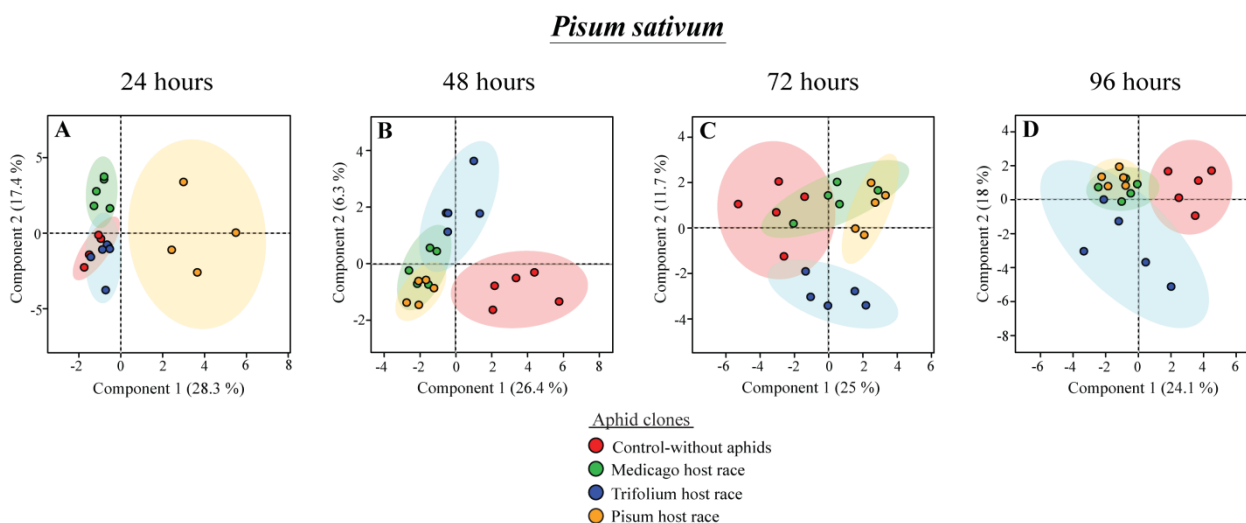 Pisum sativum
24 hours
48 hours
72 hours
96 hours
A
5
0
-5
-2
0
2
4
6
8
Component 2 (17.4 %)
Component 1 (28.3 %)
B
4
2
0
-2
-4
-2
0
2
4
6
8
Component 2 (6.3 %)
Component 1 (26.4 %)
C
4
2
0
-2
-4
-6
-4
-2
0
2
4
6
Component 2 (11.7 %)
Component 1 (25 %)
D
4
2
0
-2
-4
-6
-8
-6
-4
-2
0
2
4
6
Component 2 (18 %)
Component 1 (24.1 %)
Aphid clones
Control-without aphids
Medicago host race
Trifolium host race
Pisum host race